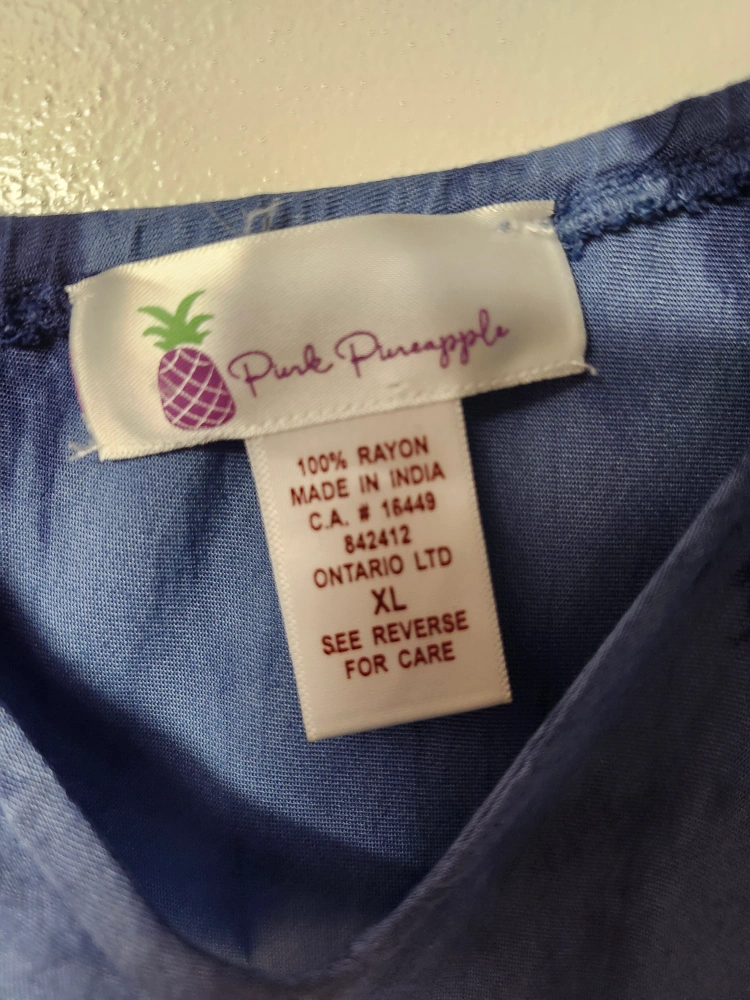 Pink Pineapple
100% RAYON
MADE IN INDIA
C.A. # 16449
842412
ONTARIO LTD
XL
SEE REVERSE
FOR CARE